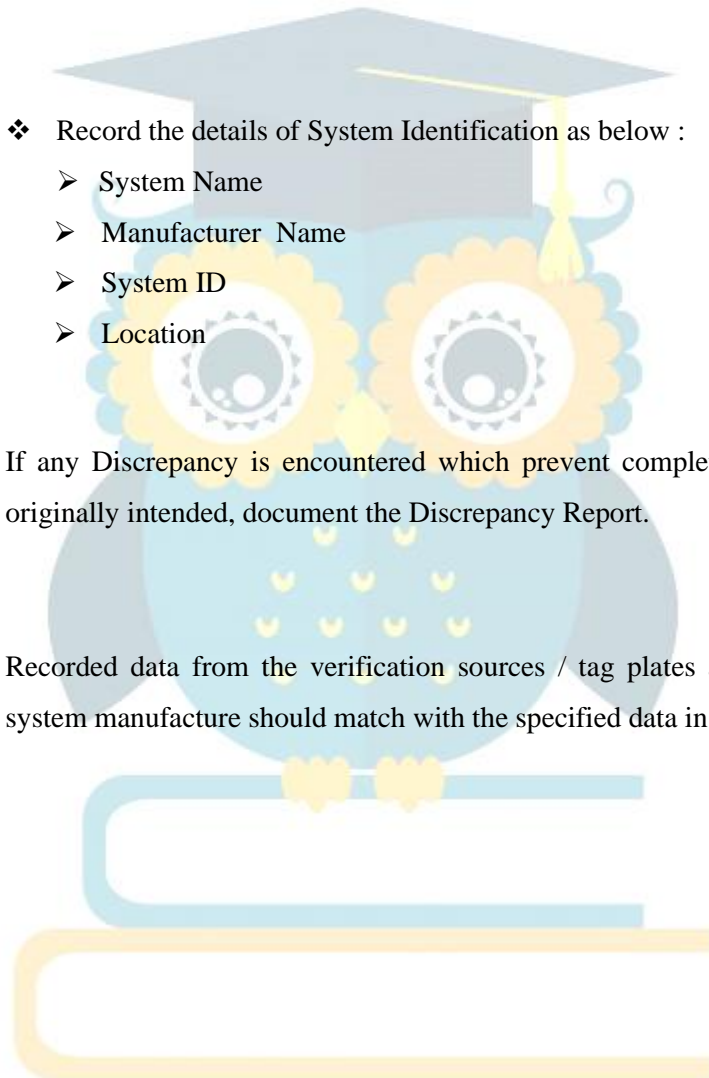 ❖ Record the details of System Identification as below :
➢ System Name
➢ Manufacturer Name
➢ System ID
➢ Location
If any Discrepancy is encountered which prevent comple
originally intended, document the Discrepancy Report.
Recorded data from the verification sources / tag plates
system manufacture should match with the specified data in